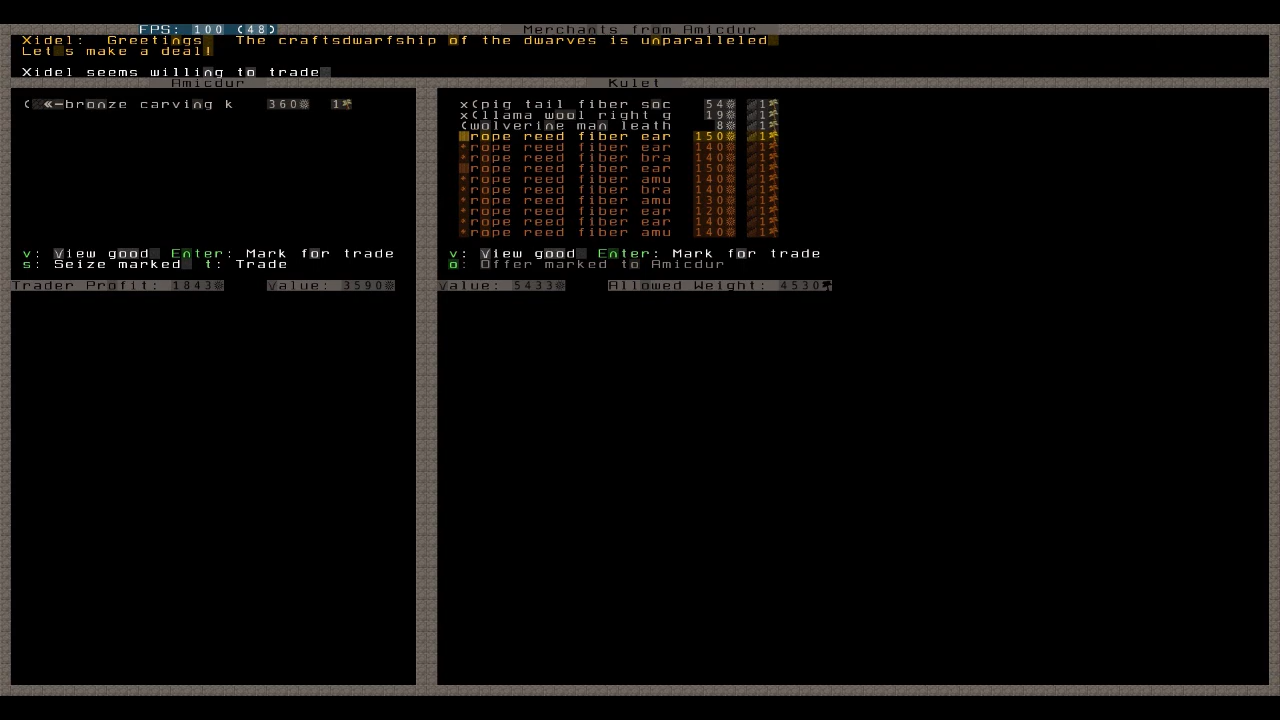 FPS: 100 (48)
Merchants from Amicdur
Xidel: Greetings The craftsdwarfship of the dwarves is unparalleled
Let s make a deal!
Xidel seems willing to trade
Amicdur
Kulet
( «-bronze carving k 360☼ 1
x(pig tail fiber soc 54☼ 1
x(llama wool right g 19☼ 1
(wolverine man leath 8☼ 1
rope reed fiber ear 150☼ 1
*rope reed fiber ear 140☼ 1
*rope reed fiber bra 140☼ 1
rope reed fiber ear 150☼ 1
*rope reed fiber amu 140☼ 1
*rope reed fiber bra 140☼ 1
*rope reed fiber amu 130☼ 1
*rope reed fiber ear 120☼ 1
*rope reed fiber ear 140☼ 1
*rope reed fiber amu 140☼ 1
v: View good Enter: Mark for trade
s: Seize marked t: Trade
v: View good Enter: Mark for trade
o: Offer marked to Amicdur
Trader Profit: 1843☼ Value: 3590☼
Value: 5433☼ Allowed Weight: 4530